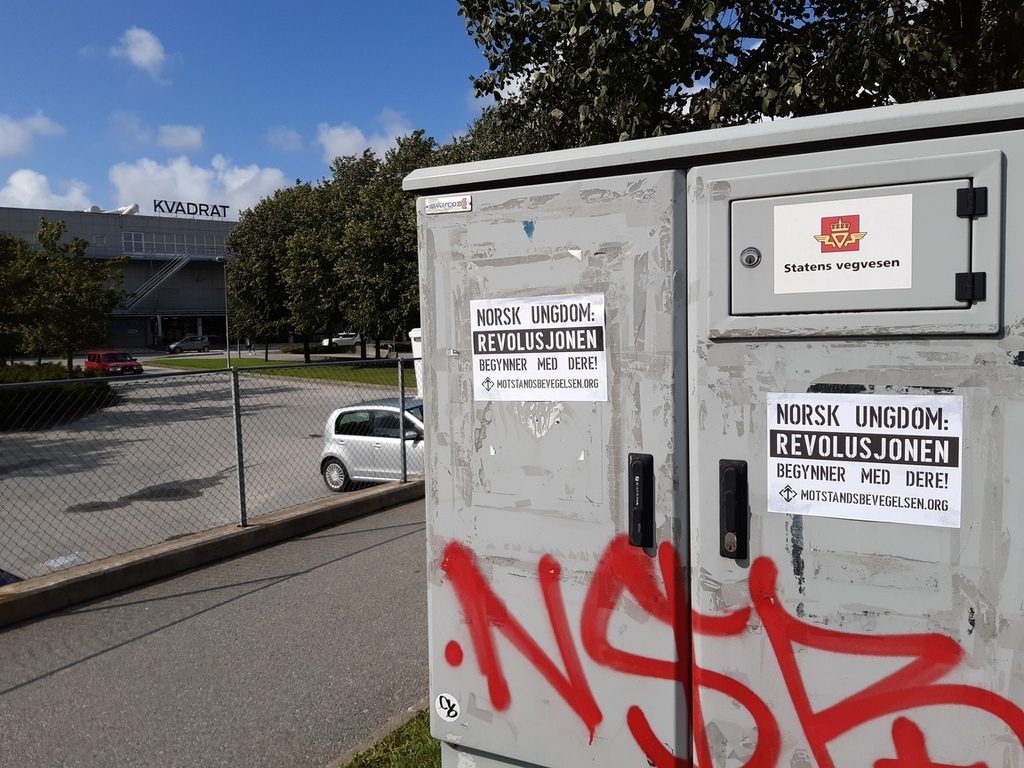 KVADRAT
SWARCO
Statens vegvesen
NORSK UNGDOM:
REVOLUSJONEN
BEGYNNER MED DERE!
MOTSTANDSBEVEGELSEN.ORG
NORSK UNGDOM:
REVOLUSJONEN
BEGYNNER MED DERE!
MOTSTANDSBEVEGELSEN.ORG